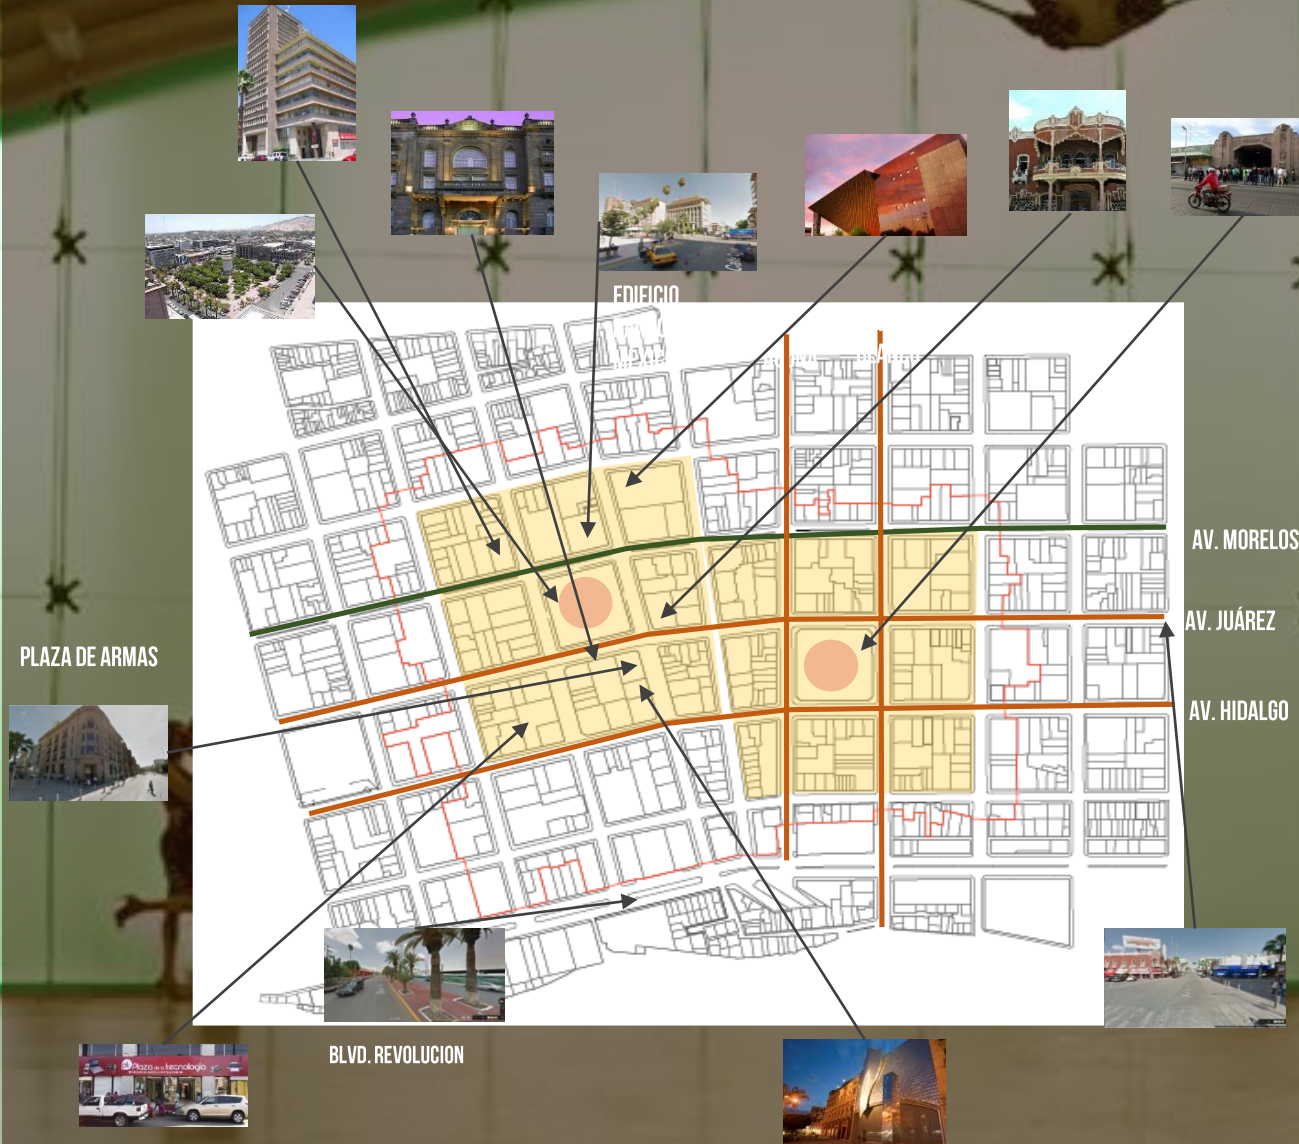 EDIFICIO
AV. MORELOS
AV. JUÁREZ
PLAZA DE ARMAS
AV. HIDALGO
BLVD. REVOLUCION
Plaza de la tecnología